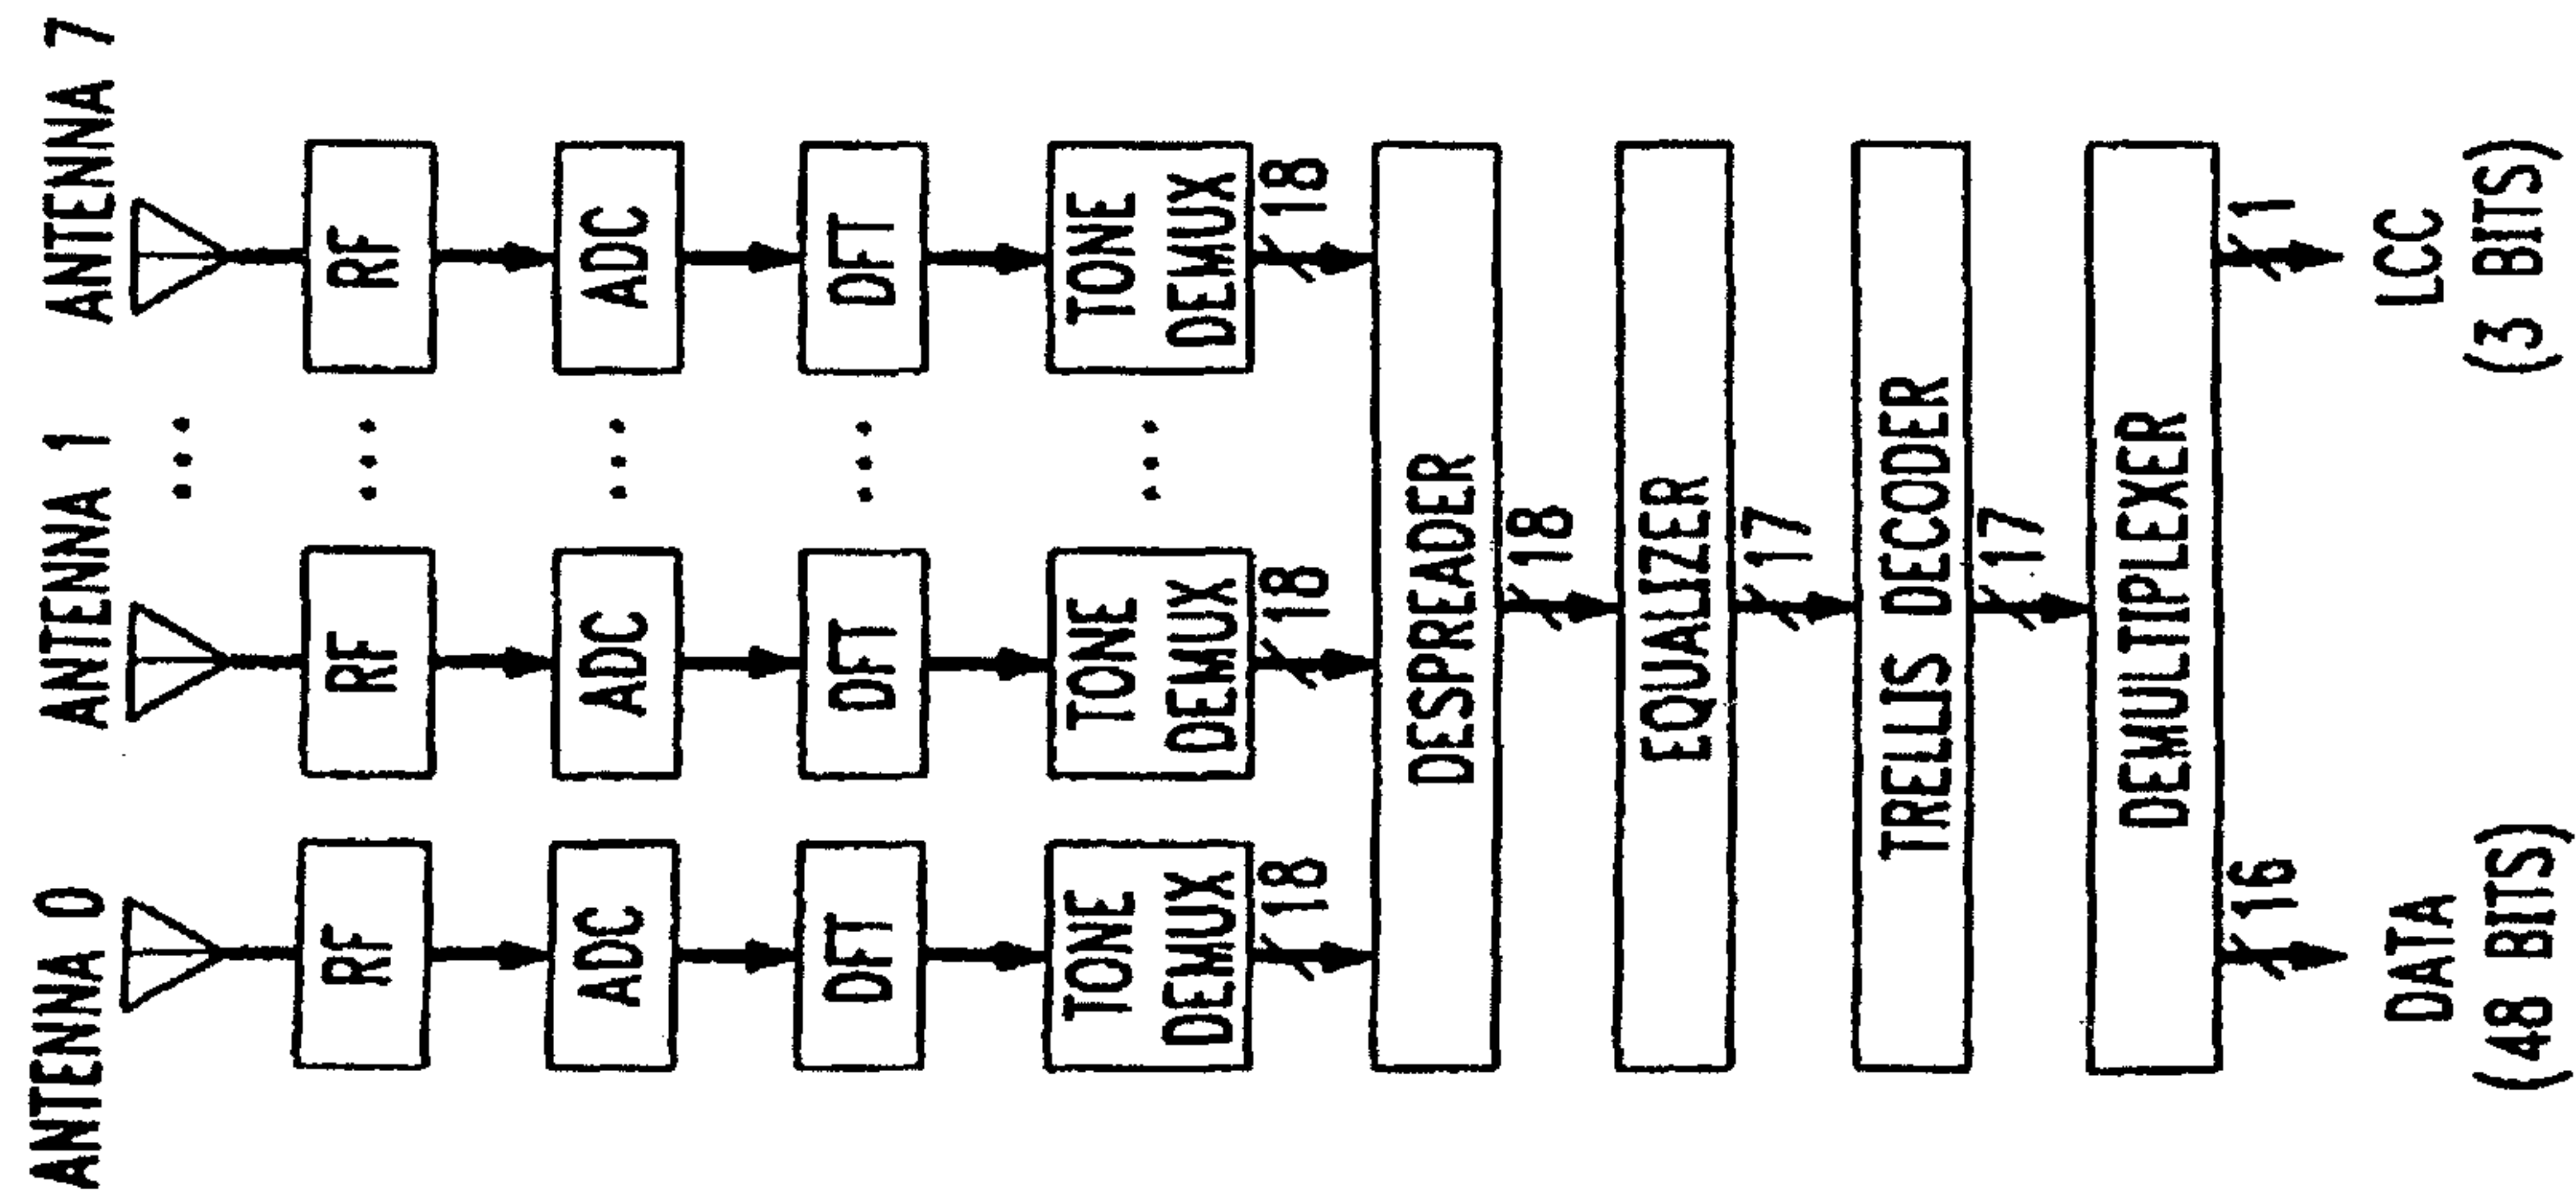 ANTENNA 0
ANTENNA 1
...
ANTENNA 7
RF
RF
...
RF
ADC
ADC
...
ADC
DFT
DFT
...
DFT
TONE
DEMUX
TONE
DEMUX
...
TONE
DEMUX
18
18
18
DESPREADER
18
EQUALIZER
17
TRELLIS DECODER
17
DEMULTIPLEXER
16
1
DATA
(48 BITS)
LCC
(3 BITS)